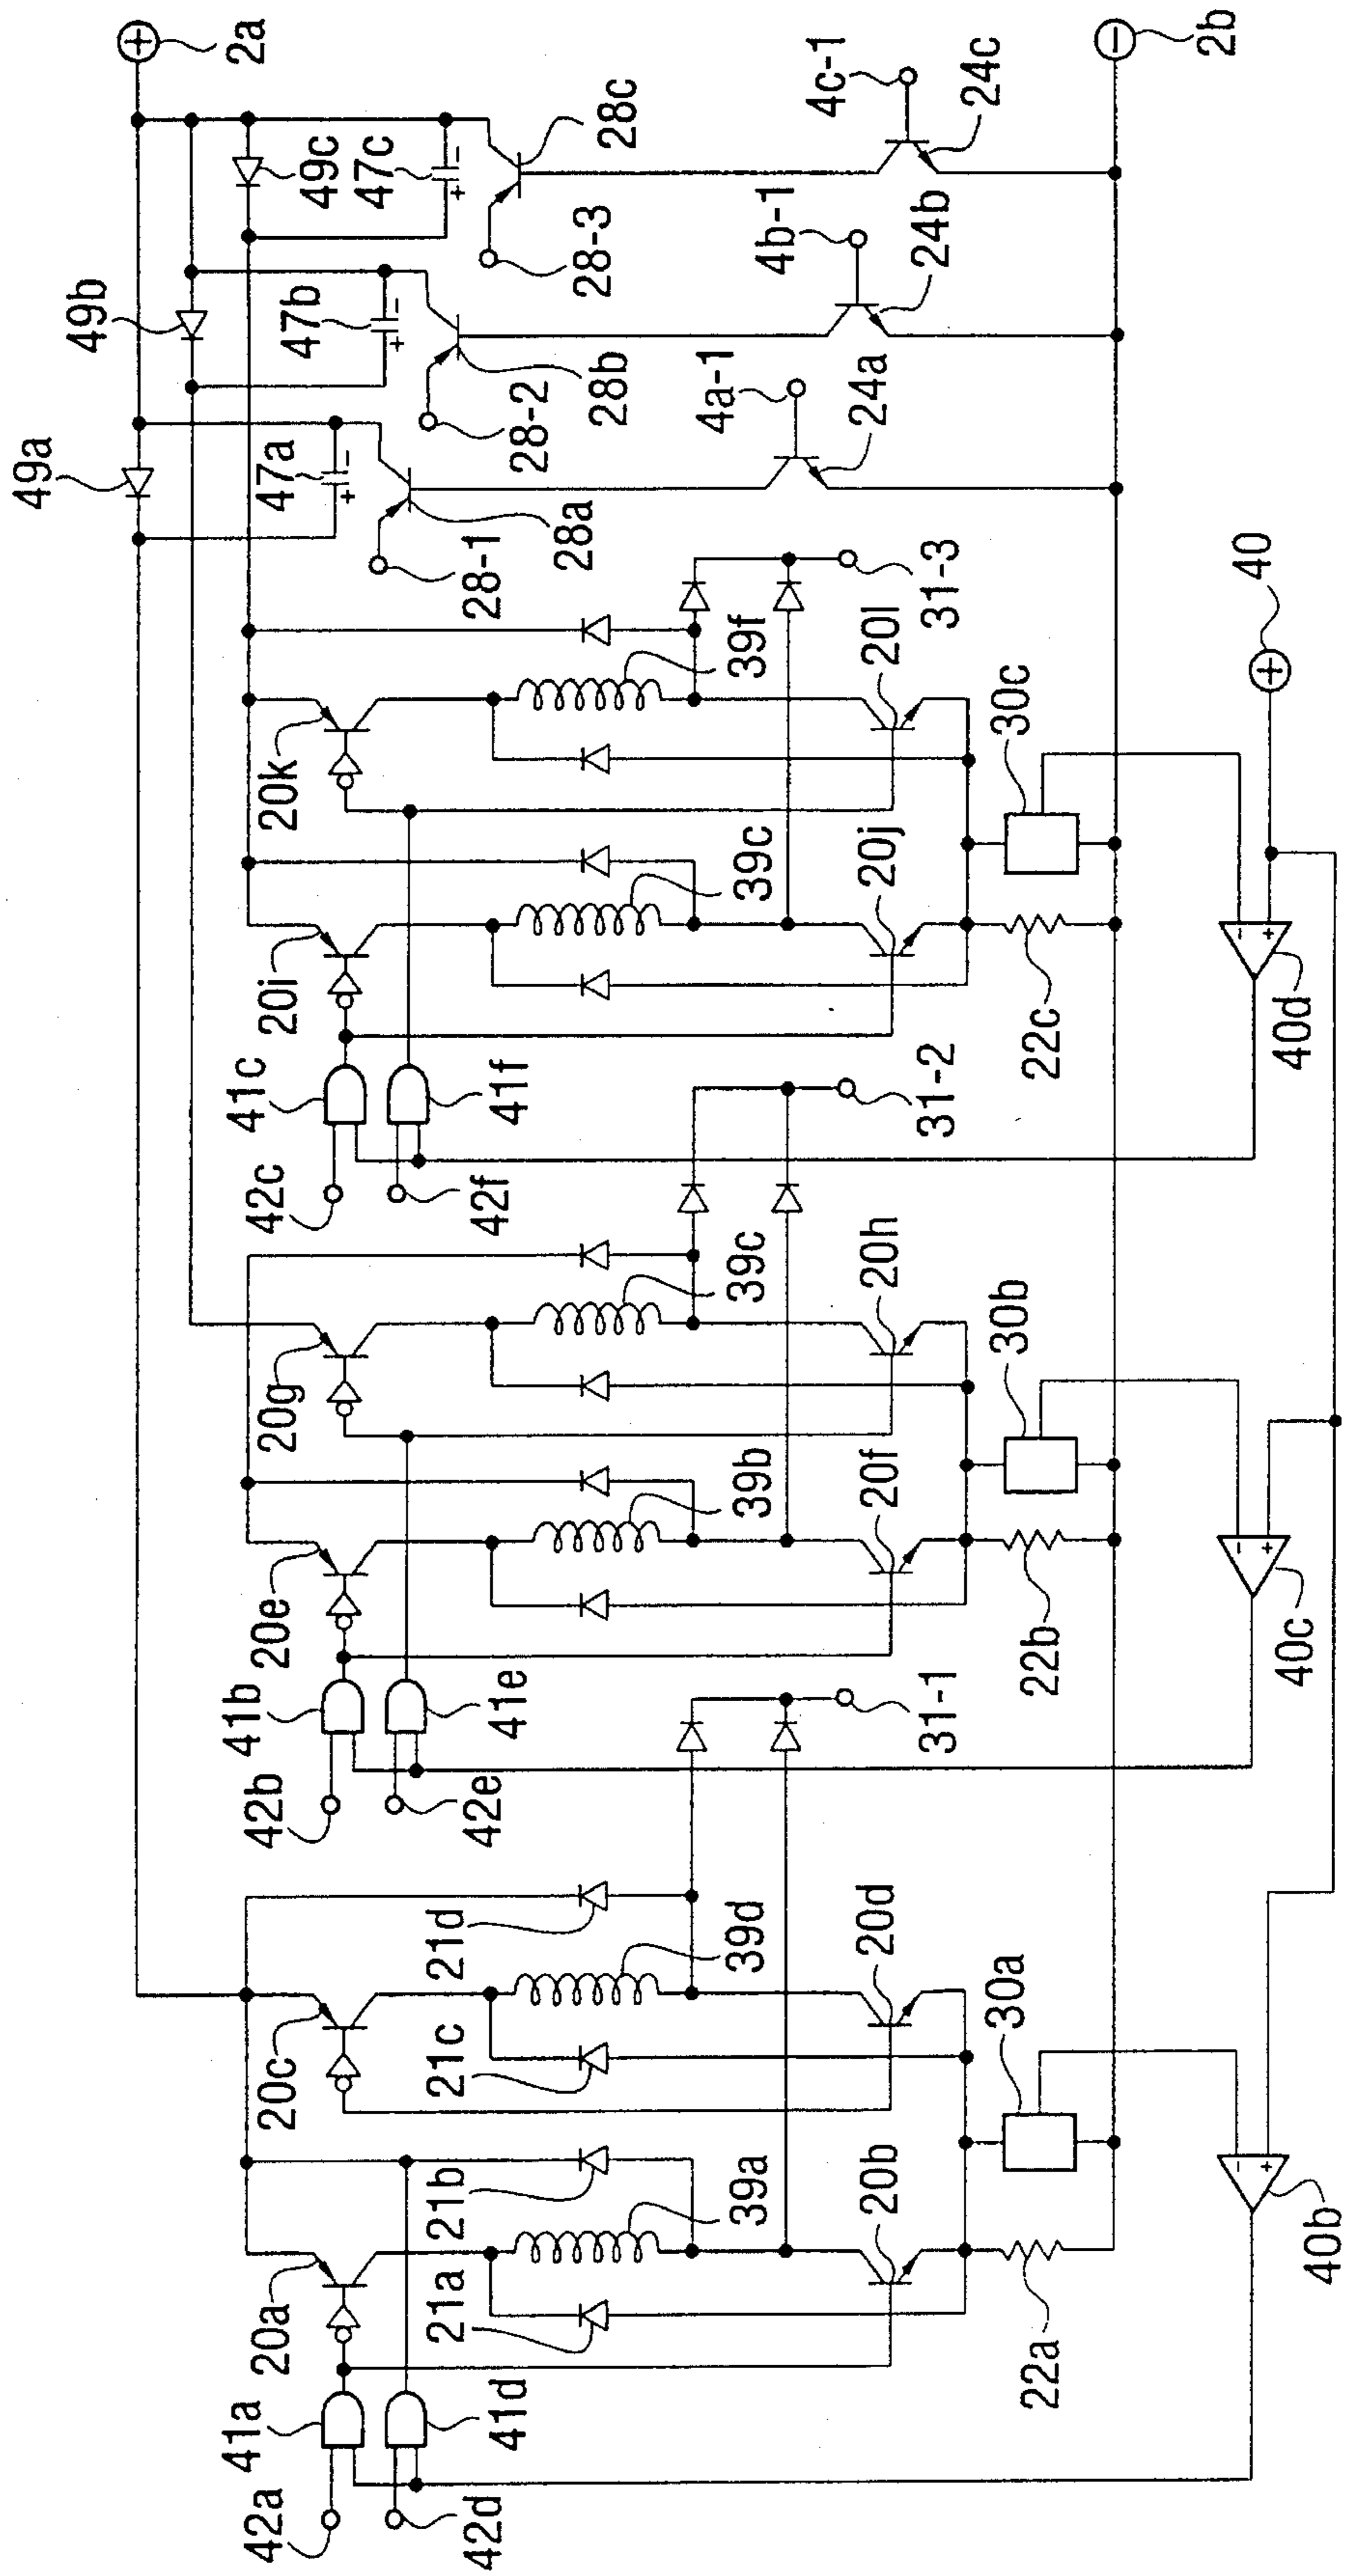 2a
49c
47c
28c
28-3
4c-1
24c
2b
49b
47b
28-2
28b
4b-1
24b
49a
47a
28-1
28a
4a-1
24a
+
−
+
−
+
−
+
−
20k
39f
31-3
20l
30c
40
+
20i
39c
20j
22c
40d
−
+
41c
41f
42c
42f
31-2
20g
39c
20h
30b
20e
39b
20f
22b
40c
−
+
41b
41e
42b
42e
31-1
20c
21d
21c
39d
20d
30a
20a
21b
21a
39a
20b
22a
40b
−
+
41a
41d
42a
42d